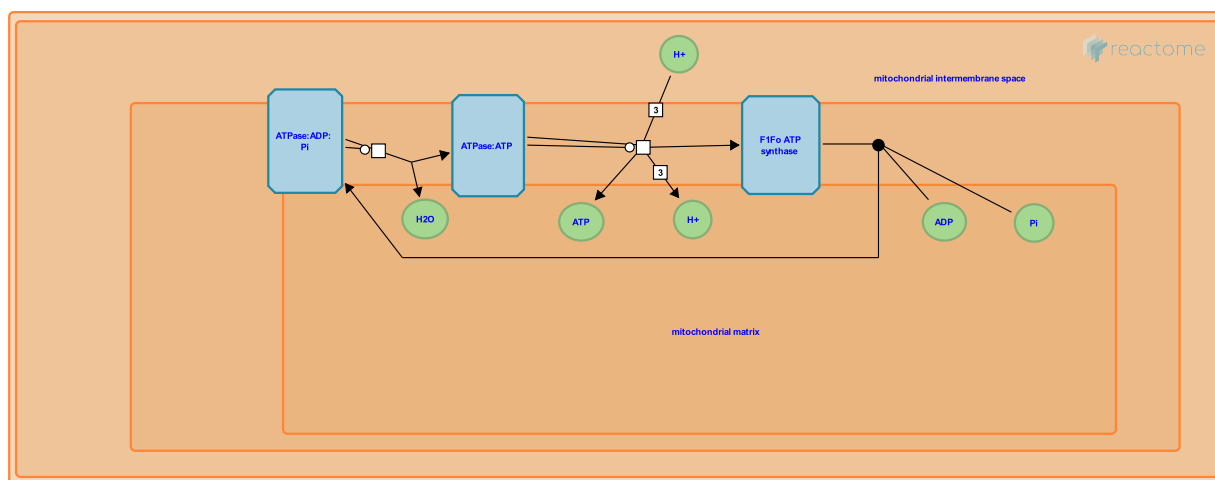 reactome
H+
mitochondrial intermembrane space
3
ATPase:ADP:
Pi
ATPase:ATP
F1Fo ATP
synthase
3
H2O
ATP
H+
ADP
Pi
mitochondrial matrix